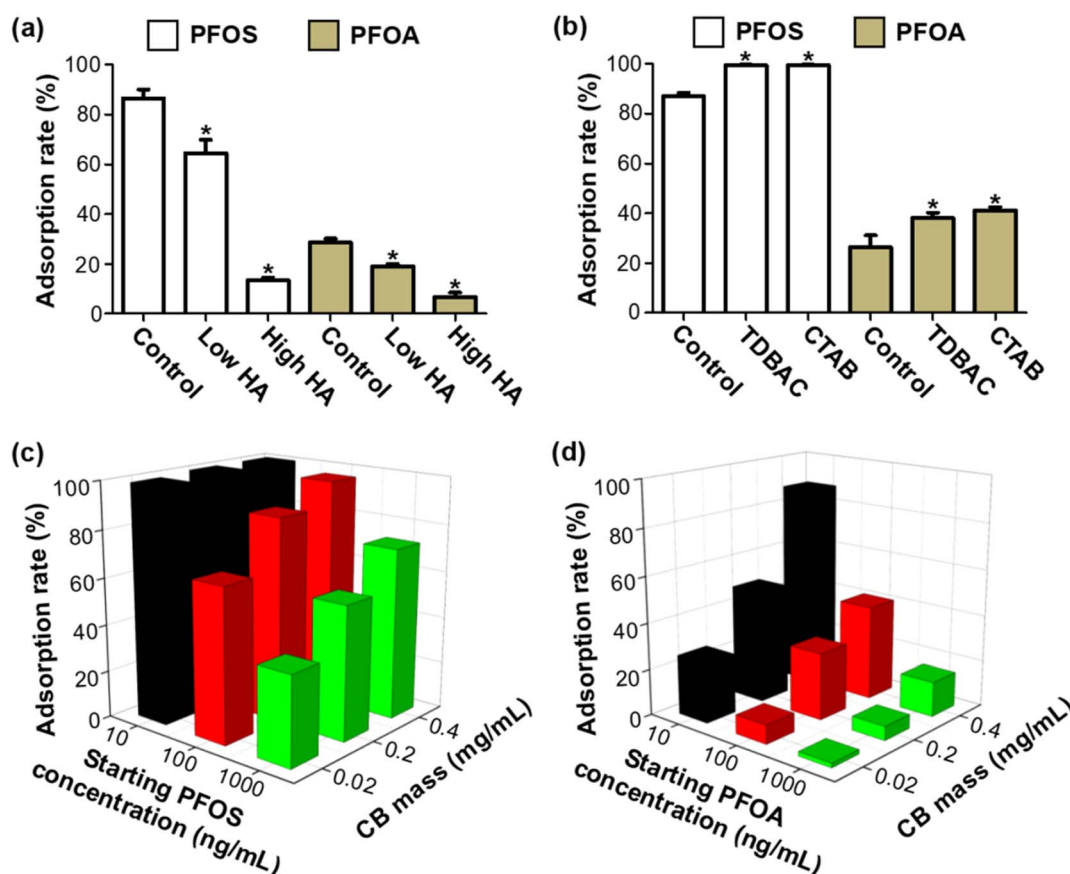 (a)
PFOS PFOA
Adsorption rate (%)
100
80
60
40
20
0
*
*
*
*
Control
Low HA
High HA
Control
Low HA
High HA
(b)
PFOS PFOA
Adsorption rate (%)
100
80
60
40
20
0
*
*
*
*
Control
TDBAC
CTAB
Control
TDBAC
CTAB
(c)
Adsorption rate (%)
100
80
60
40
20
0
10
100
1000
Starting PFOS
concentration (ng/mL)
0.02
0.2
0.4
CB mass (mg/mL)
(d)
Adsorption rate (%)
100
80
60
40
20
0
10
100
1000
Starting PFOA
concentration (ng/mL)
0.02
0.2
0.4
CB mass (mg/mL)